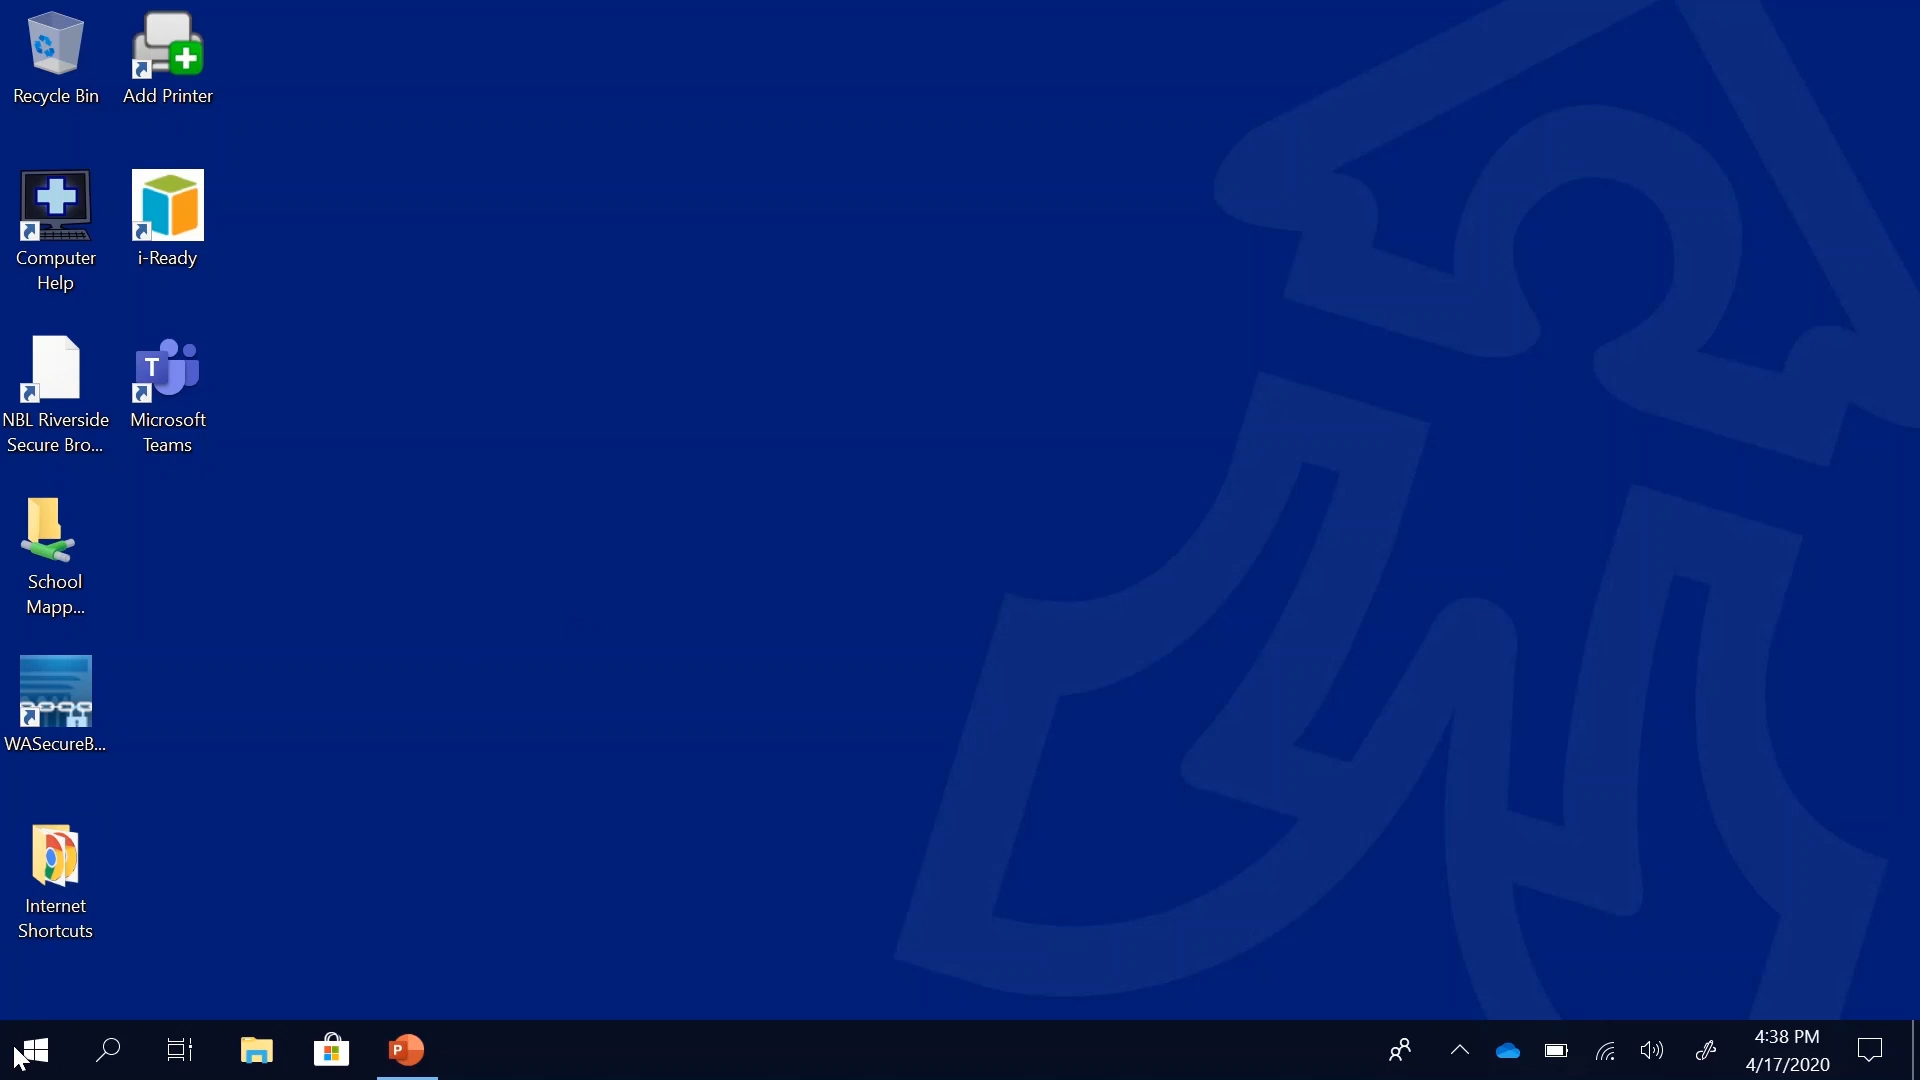 Recycle Bin
Add Printer
Computer
Help
i-Ready
NBL Riverside
Secure Bro...
T
Microsoft
Teams
School
Mapp...
WASecureB...
Internet
Shortcuts
P
4:38 PM
4/17/2020